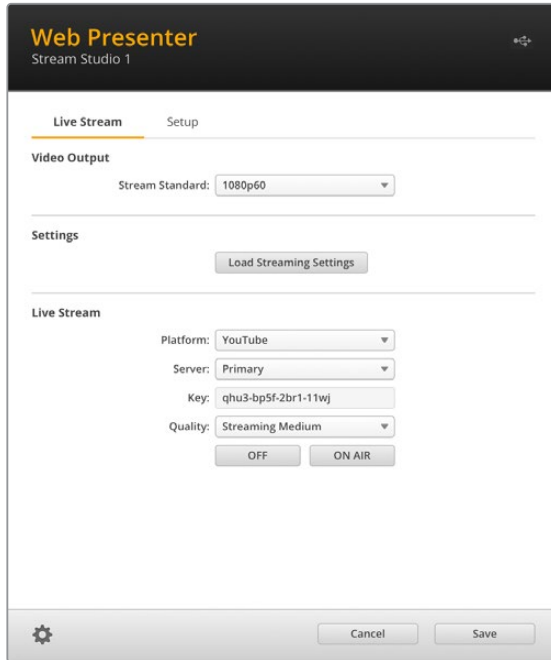 Web Presenter
Stream Studio 1
Live Stream Setup
Video Output
Stream Standard: 1080p60
Settings
Load Streaming Settings
Live Stream
Platform: YouTube
Server: Primary
Key: qhu3-bp5f-2br1-11wj
Quality: Streaming Medium
OFF ON AIR
Cancel Save